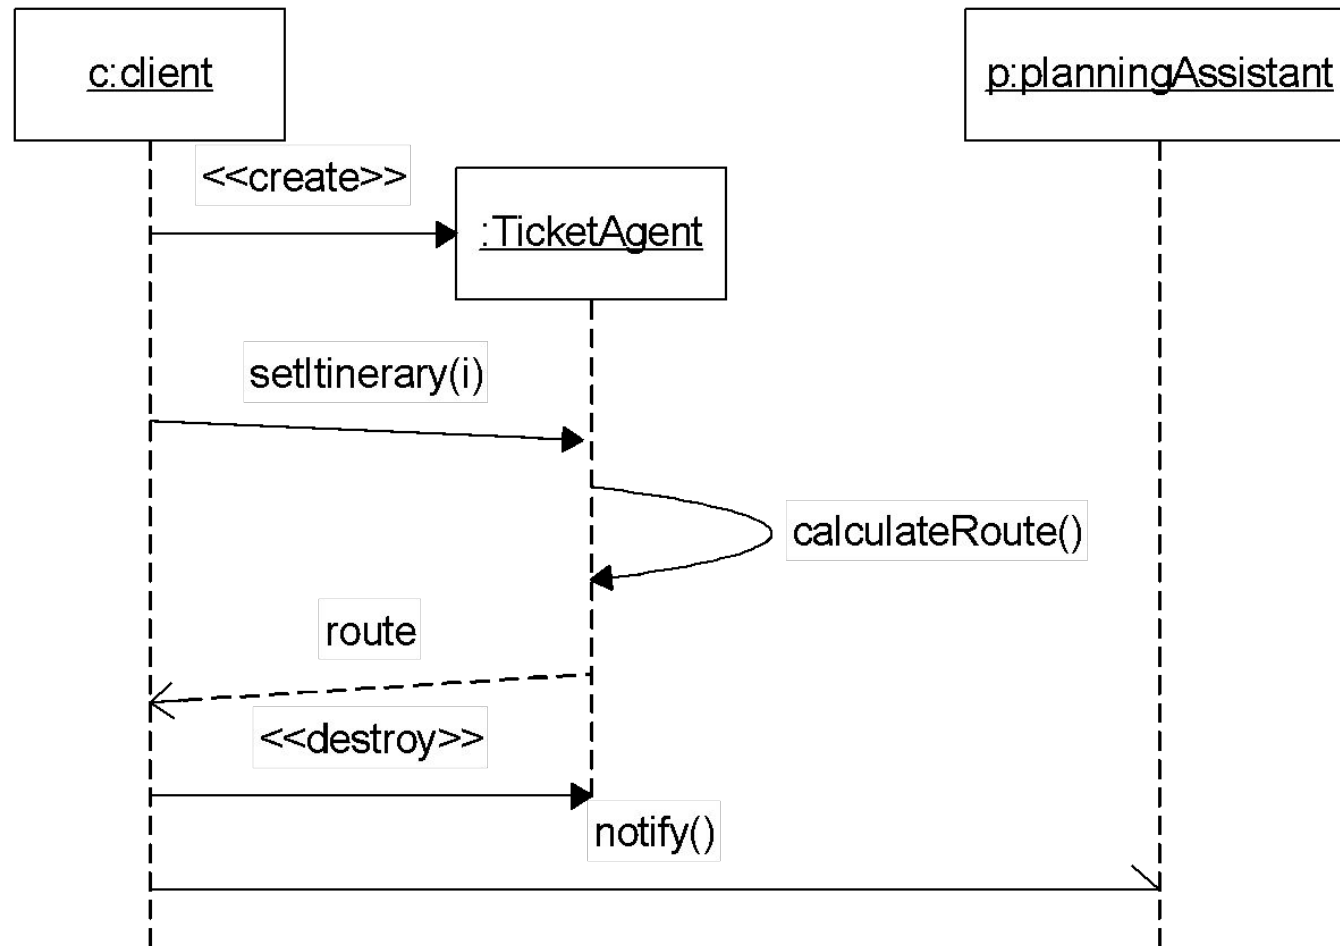 c:client
p:planningAssistant
<<create>>
:TicketAgent
setItinerary(i)
calculateRoute()
route
<<destroy>>
notify()